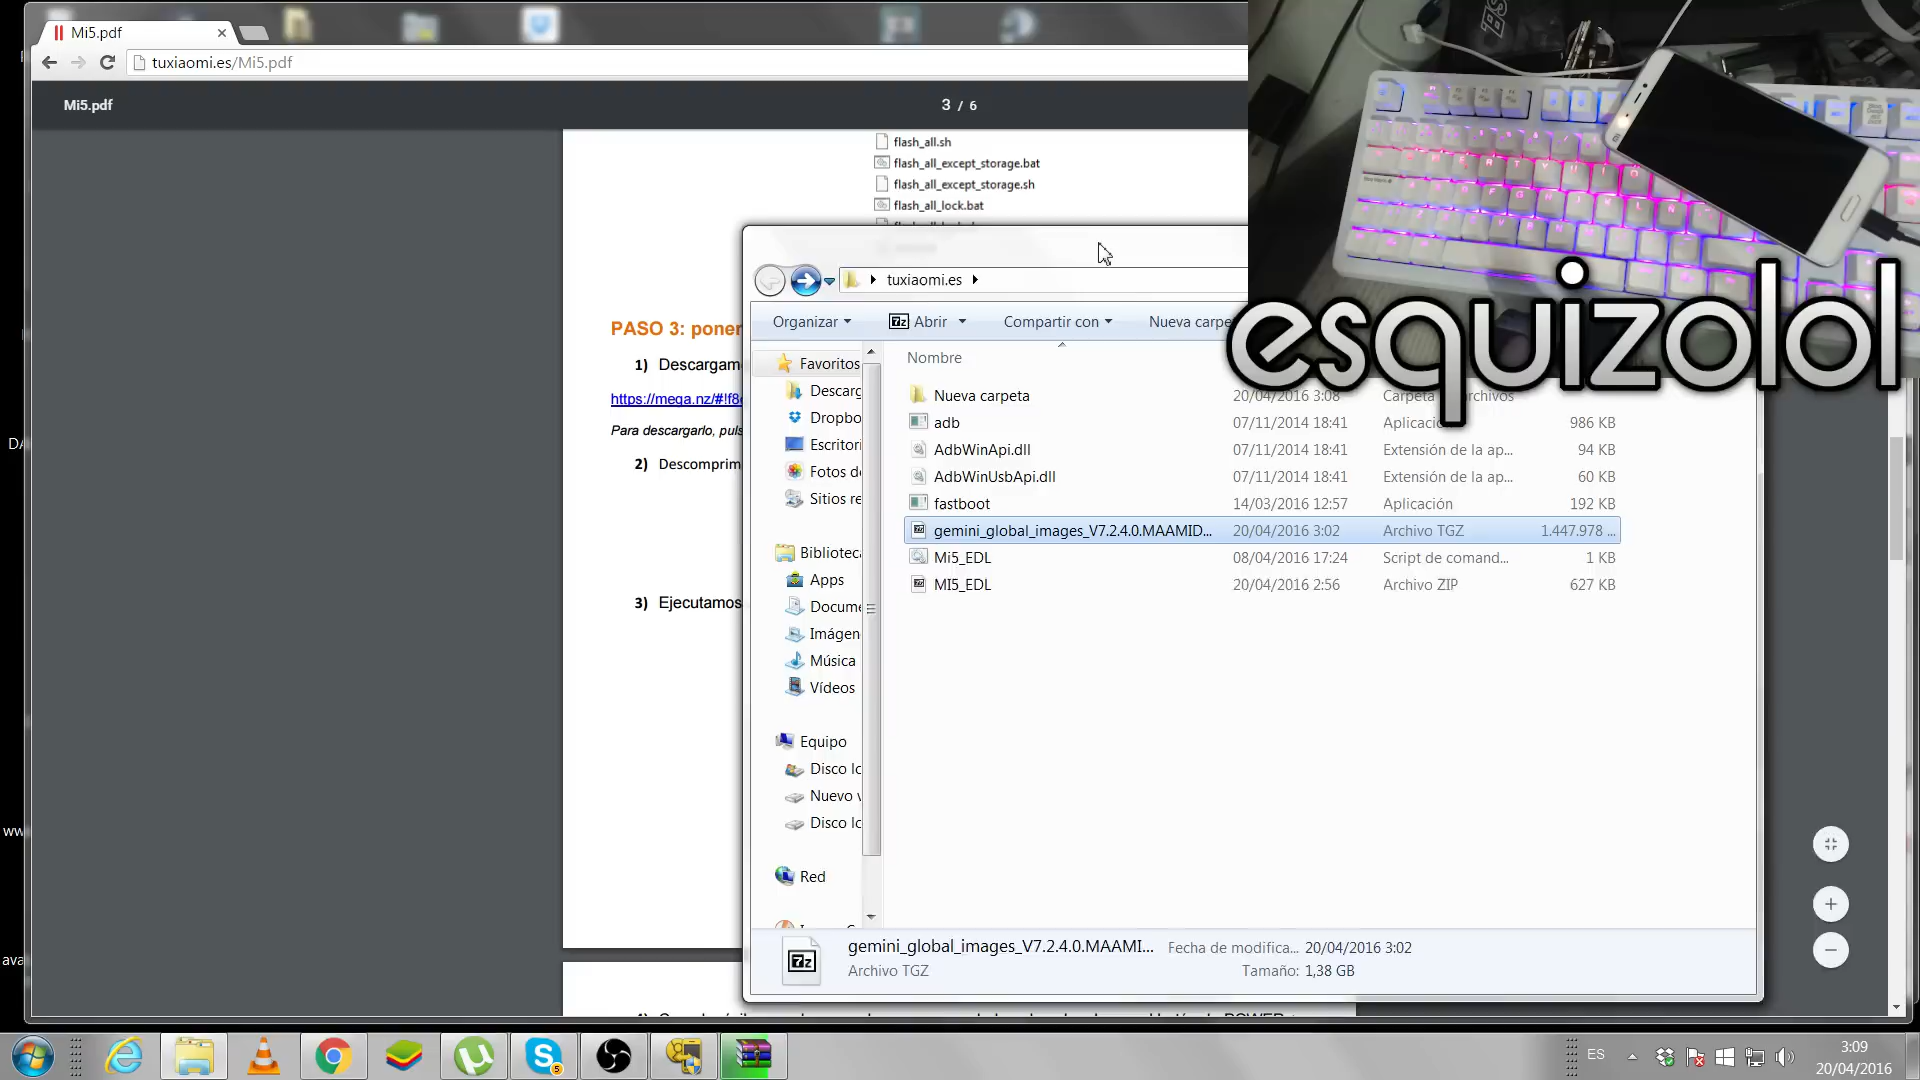 Mi5.pdf
tuxiaomi.es/Mi5.pdf
Mi5.pdf
3 / 6
flash_all.sh
flash_all_except_storage.bat
flash_all_except_storage.sh
flash_all_lock.bat
PASO 3: poner
1) Descargam
https://mega.nz/#!f8
Para descargarlo, puls
2) Descomprim
3) Ejecutamos
tuxiaomi.es
Organizar
Abrir
Compartir con
Nueva carpe
esquizolol
Nombre
Favoritos
Descarg
Dropbo
Escritori
Fotos de
Sitios re
Bibliotec
Apps
Docume
Imágen
Música
Vídeos
Equipo
Disco lo
Nuevo v
Disco lo
Red
Nueva carpeta 20/04/2016 3:08 Carpeta
adb 07/11/2014 18:41 Aplicació 986 KB
AdbWinApi.dll 07/11/2014 18:41 Extensión de la ap... 94 KB
AdbWinUsbApi.dll 07/11/2014 18:41 Extensión de la ap... 60 KB
fastboot 14/03/2016 12:57 Aplicación 192 KB
gemini_global_images_V7.2.4.0.MAAMID... 20/04/2016 3:02 Archivo TGZ 1.447.978 ...
Mi5_EDL 08/04/2016 17:24 Script de comand... 1 KB
MI5_EDL 20/04/2016 2:56 Archivo ZIP 627 KB
gemini_global_images_V7.2.4.0.MAAMI... Fecha de modifica... 20/04/2016 3:02
Archivo TGZ Tamaño: 1,38 GB
DA
ww
ava
ES
3:09
20/04/2016